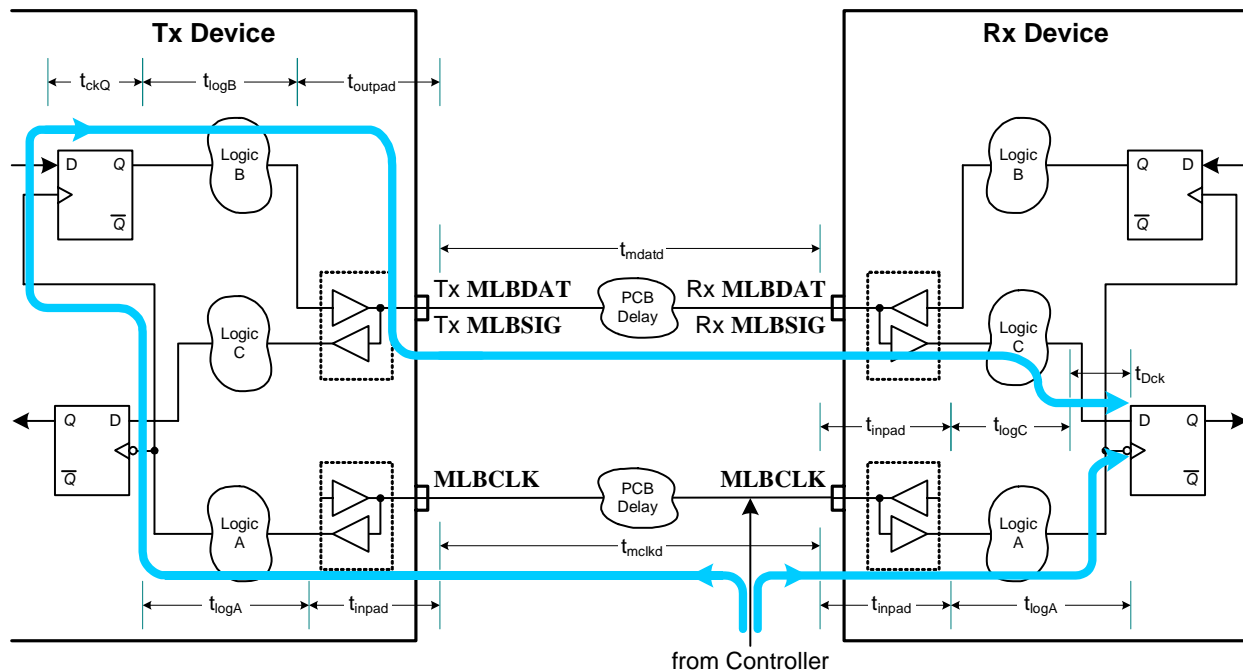 Tx Device
Rx Device
tckQ
tlogB
toutpad
D
Q
Q
Logic
B
Logic
B
Q
D
Q
tmdatd
Tx MLBDAT
Rx MLBDAT
PCB
Delay
Tx MLBSIG
Rx MLBSIG
Logic
C
Logic
C
tDck
Q
D
Q
tinpad
tlogC
D
Q
Q
MLBCLK
MLBCLK
PCB
Delay
Logic
A
Logic
A
tmclkd
tlogA
tinpad
tinpad
tlogA
from Controller